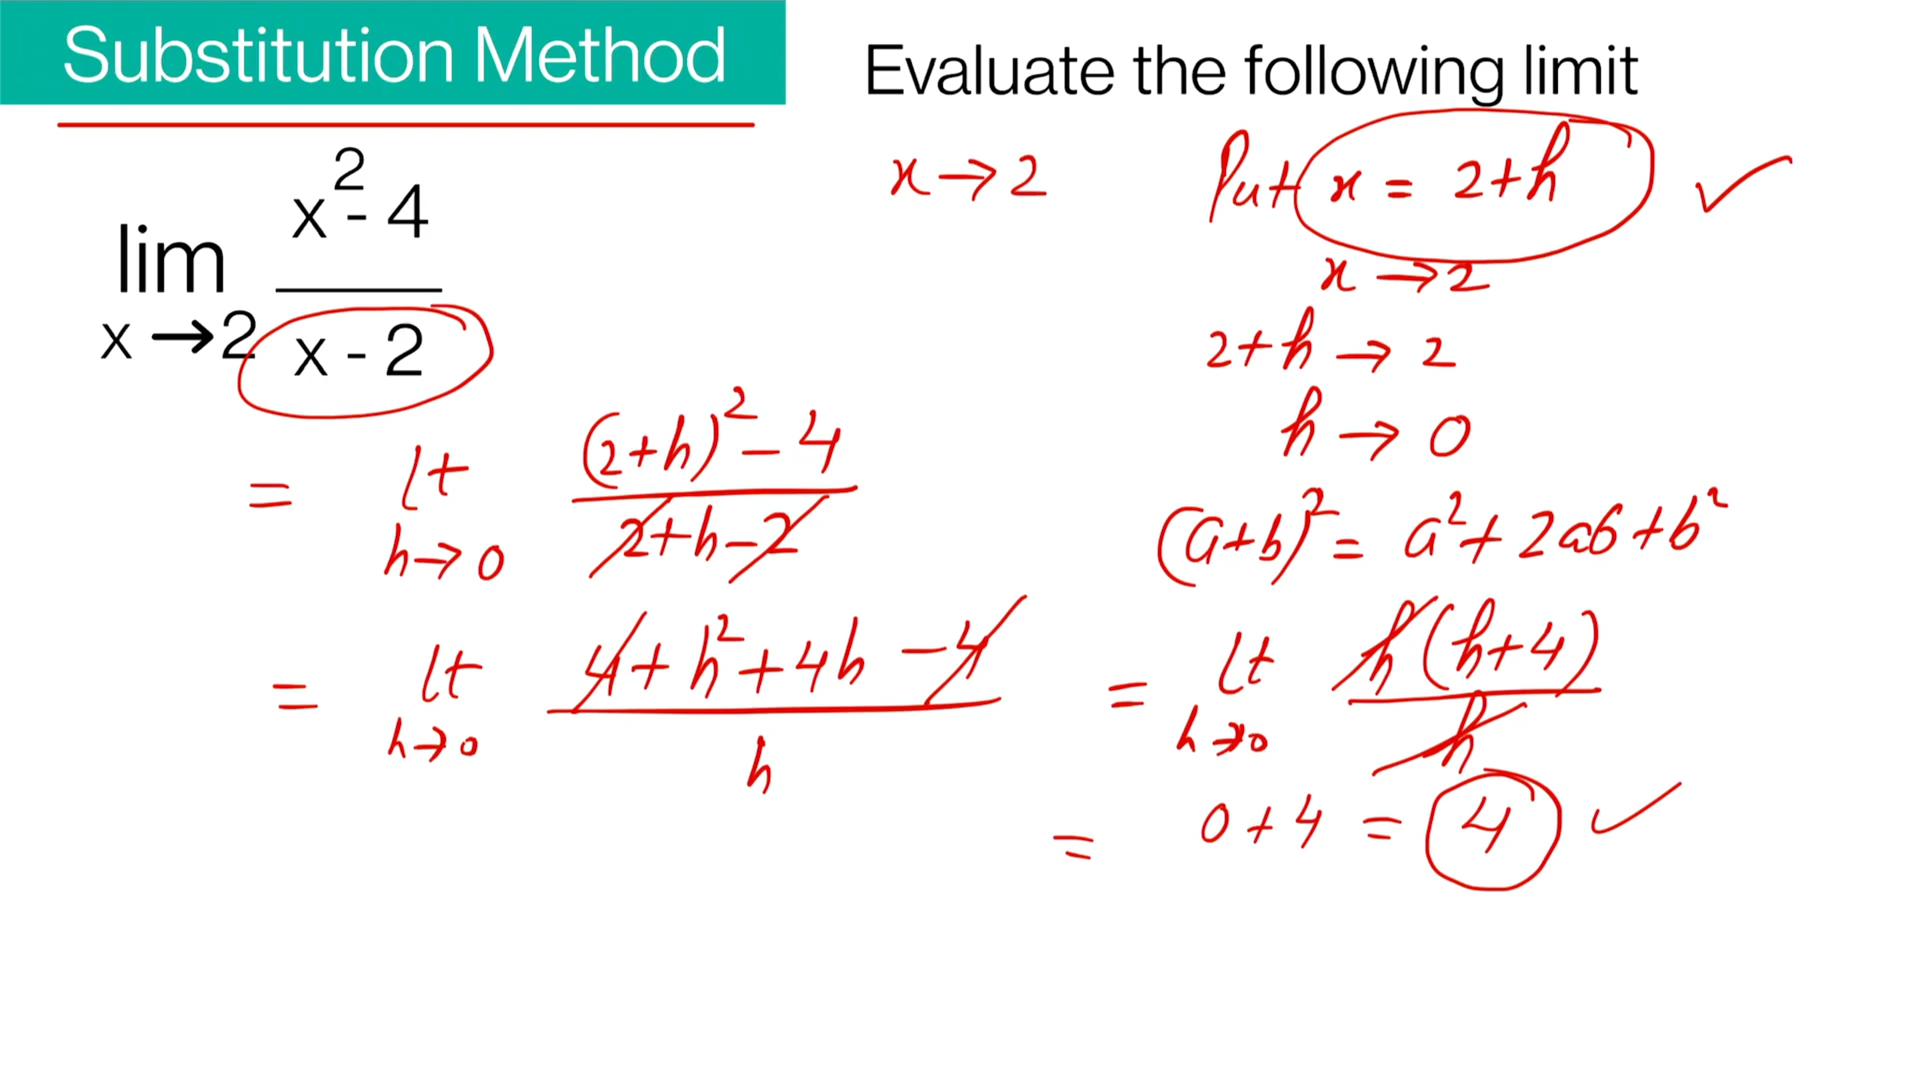 Substitution Method
Evaluate the following limit
lim x→2 (x² - 4)/(x - 2)
x → 2
Put x = 2+h
x → 2
2+h → 2
h → 0
= lt h→0 ((2+h)² - 4)/(2+h-2)
(a+b)² = a² + 2ab + b²
= lt h→0 (4 + h² + 4h - 4)/h
= lt h→0 h(h+4)/h
= 0+4 = 4